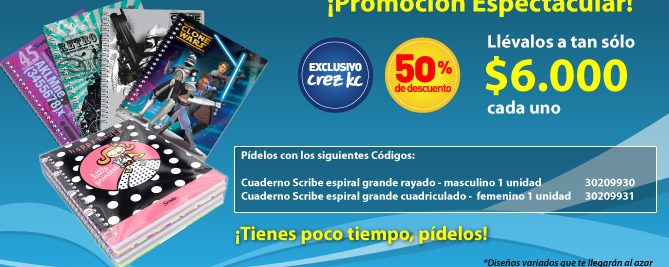 ¡Promoción Espectacular!
Llévalos a tan sólo
$6.000
cada uno
EXCLUSIVO
crez kc
50%
de descuento
CLONE
WARS
RETRO
Scribe
Pídelos con los siguientes Códigos:
Cuaderno Scribe espiral grande rayado - masculino 1 unidad 30209930
Cuaderno Scribe espiral grande cuadriculado - femenino 1 unidad 30209931
¡Tienes poco tiempo, pídelos!
*Diseños variados que te llegarán al azar